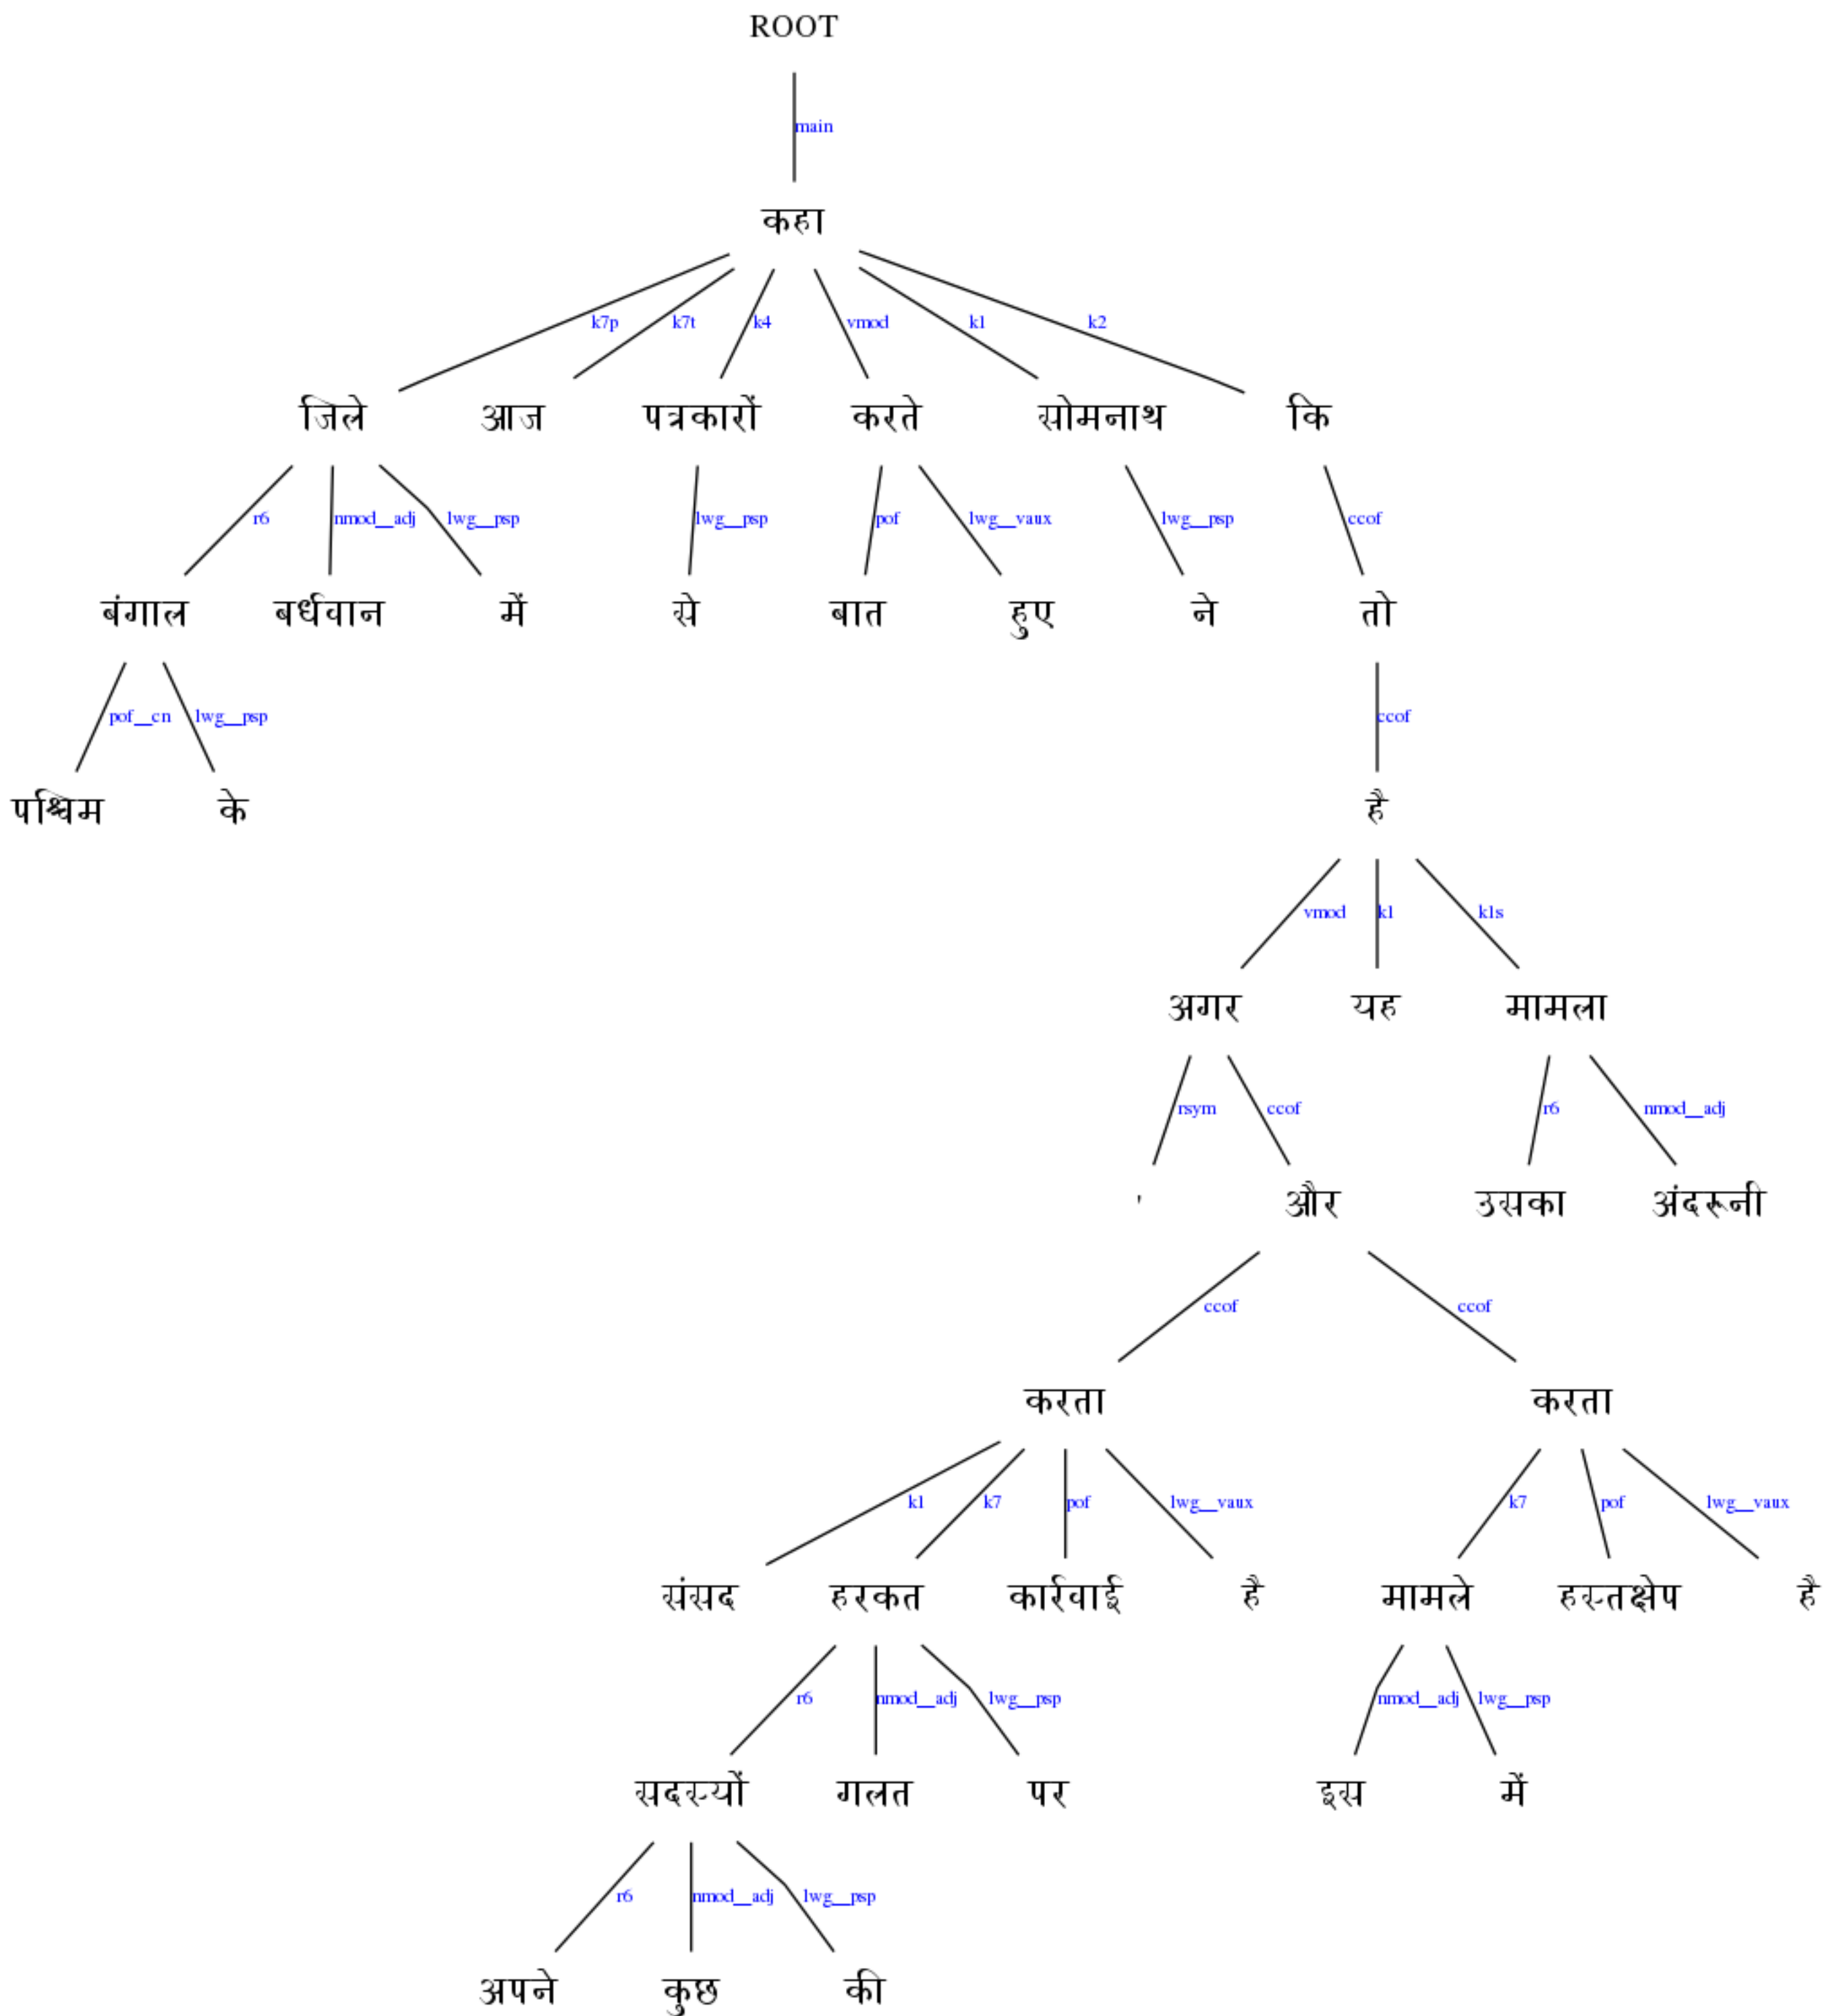 ROOT
main
कहा
k7p k7t k4 vmod k1 k2
जिले आज पत्रकारों करते सोमनाथ कि
r6 nmod__adj lwg__psp lwg__psp pof lwg__vaux lwg__psp ccof
बंगाल बर्धवान में से बात हुए ने तो
pof__cn lwg__psp ccof
पश्चिम के है
vmod k1 k1s
अगर यह मामला
rsym ccof r6 nmod__adj
' और उसका अंदरूनी
ccof ccof
करता करता
k1 k7 pof lwg__vaux k7 pof lwg__vaux
संसद हरकत कार्रवाई है मामले हस्तक्षेप है
r6 nmod__adj lwg__psp nmod__adj lwg__psp
सदस्यों गलत पर इस में
r6 nmod__adj lwg__psp
अपने कुछ की